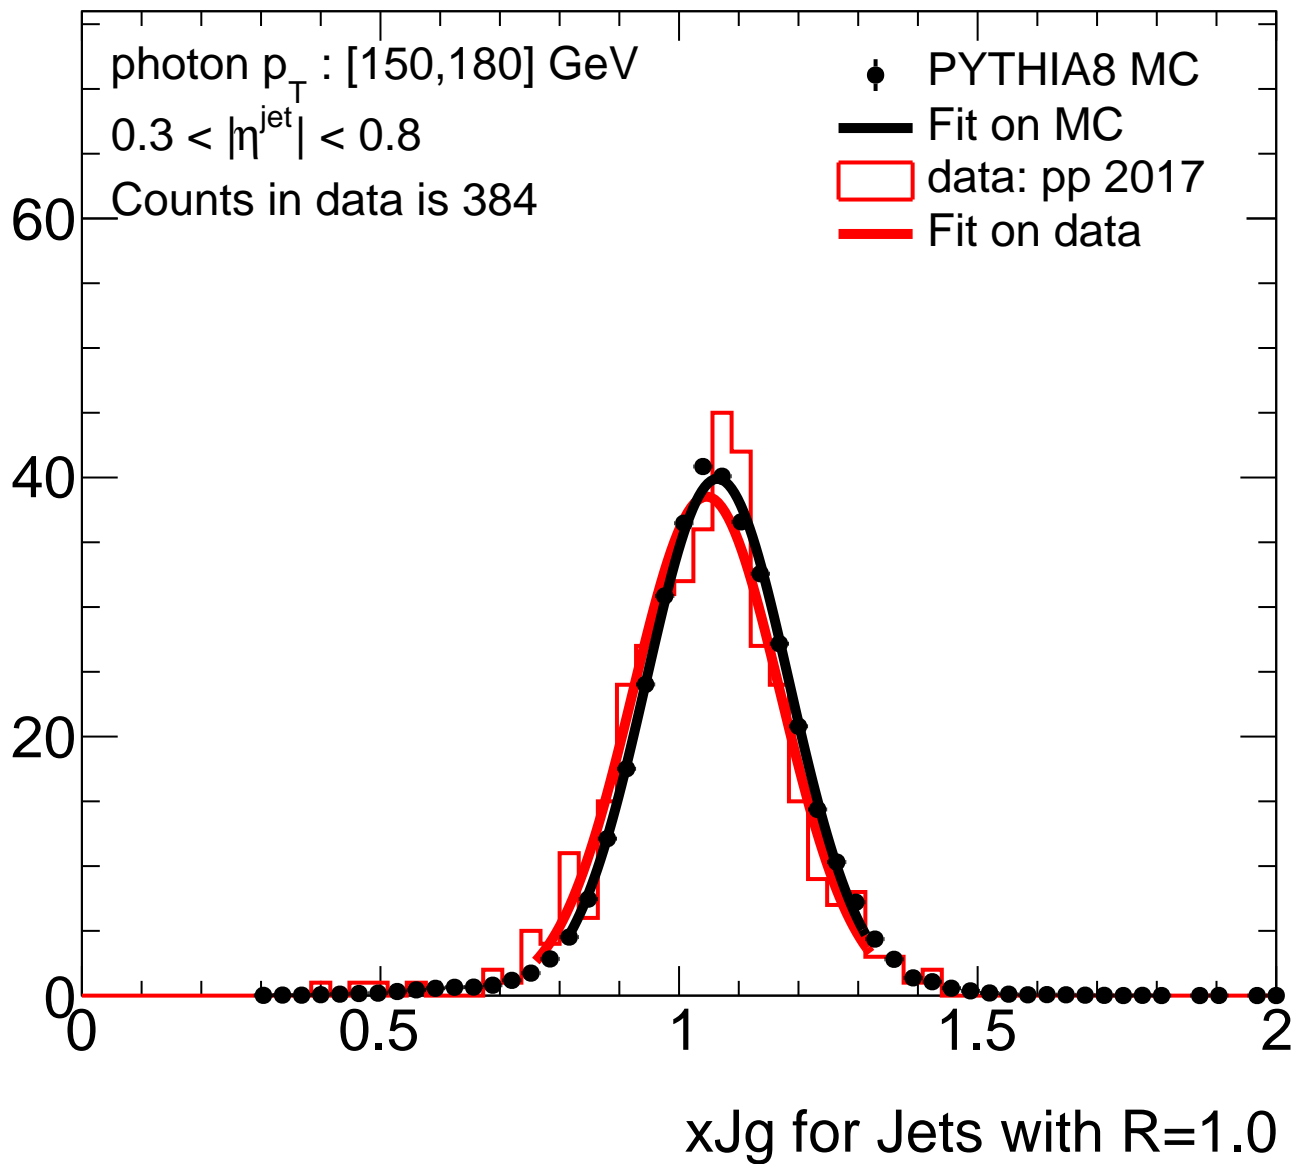 photon p_T : [150,180] GeV
0.3 < |η^jet| < 0.8
Counts in data is 384
PYTHIA8 MC
Fit on MC
data: pp 2017
Fit on data
60
40
20
0
0 0.5 1 1.5 2
xJg for Jets with R=1.0